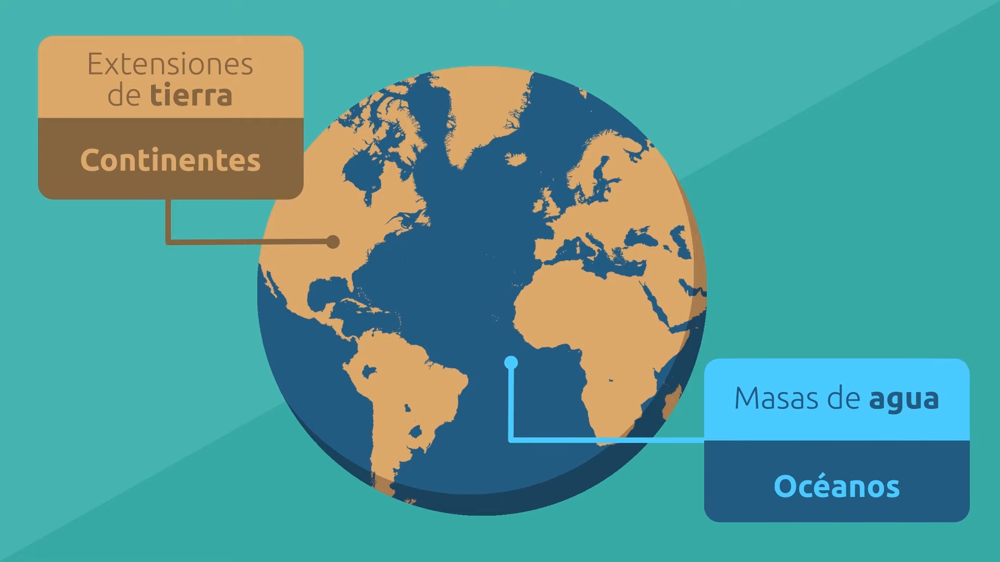 Extensiones
de tierra
Continentes
Masas de agua
Océanos